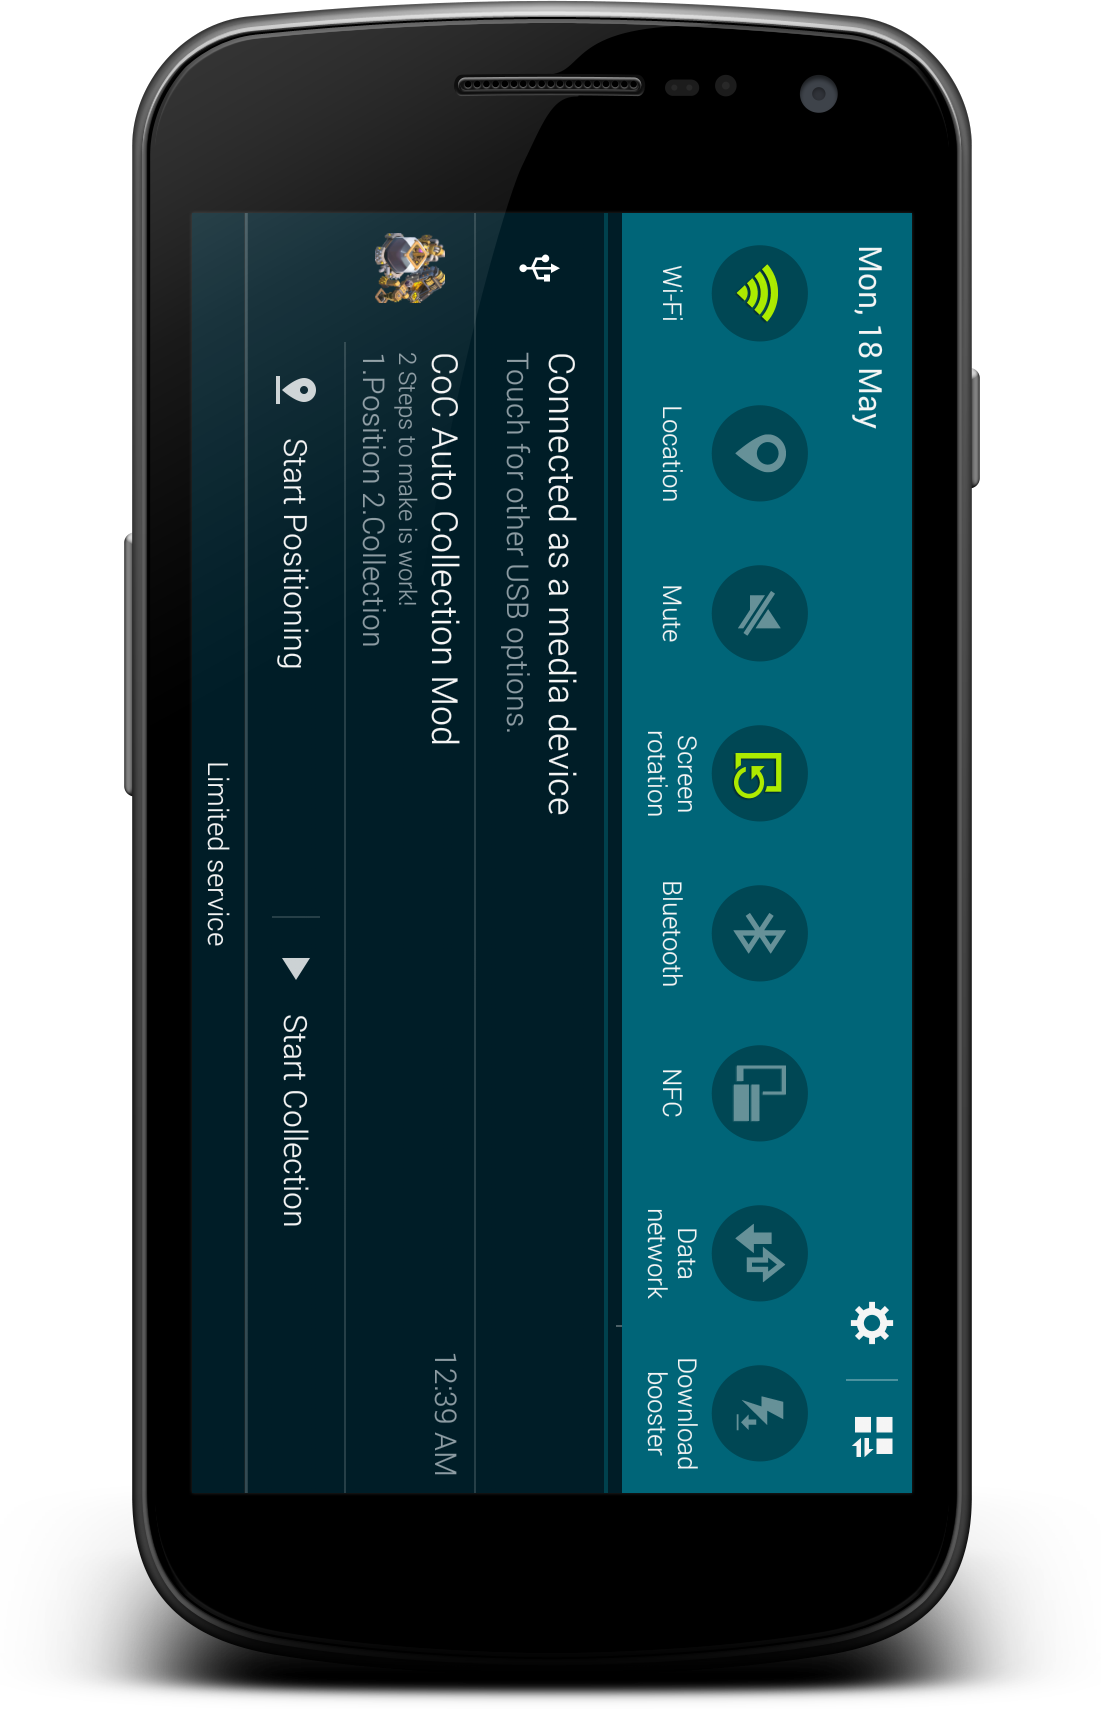 Mon, 18 May
Wi-Fi
Location
Mute
Screen
rotation
Bluetooth
NFC
Data
network
Download
booster
Connected as a media device
Touch for other USB options.
CoC Auto Collection Mod
12:39 AM
2 Steps to make is work!
1.Position 2.Collection
Start Positioning
Start Collection
Limited service